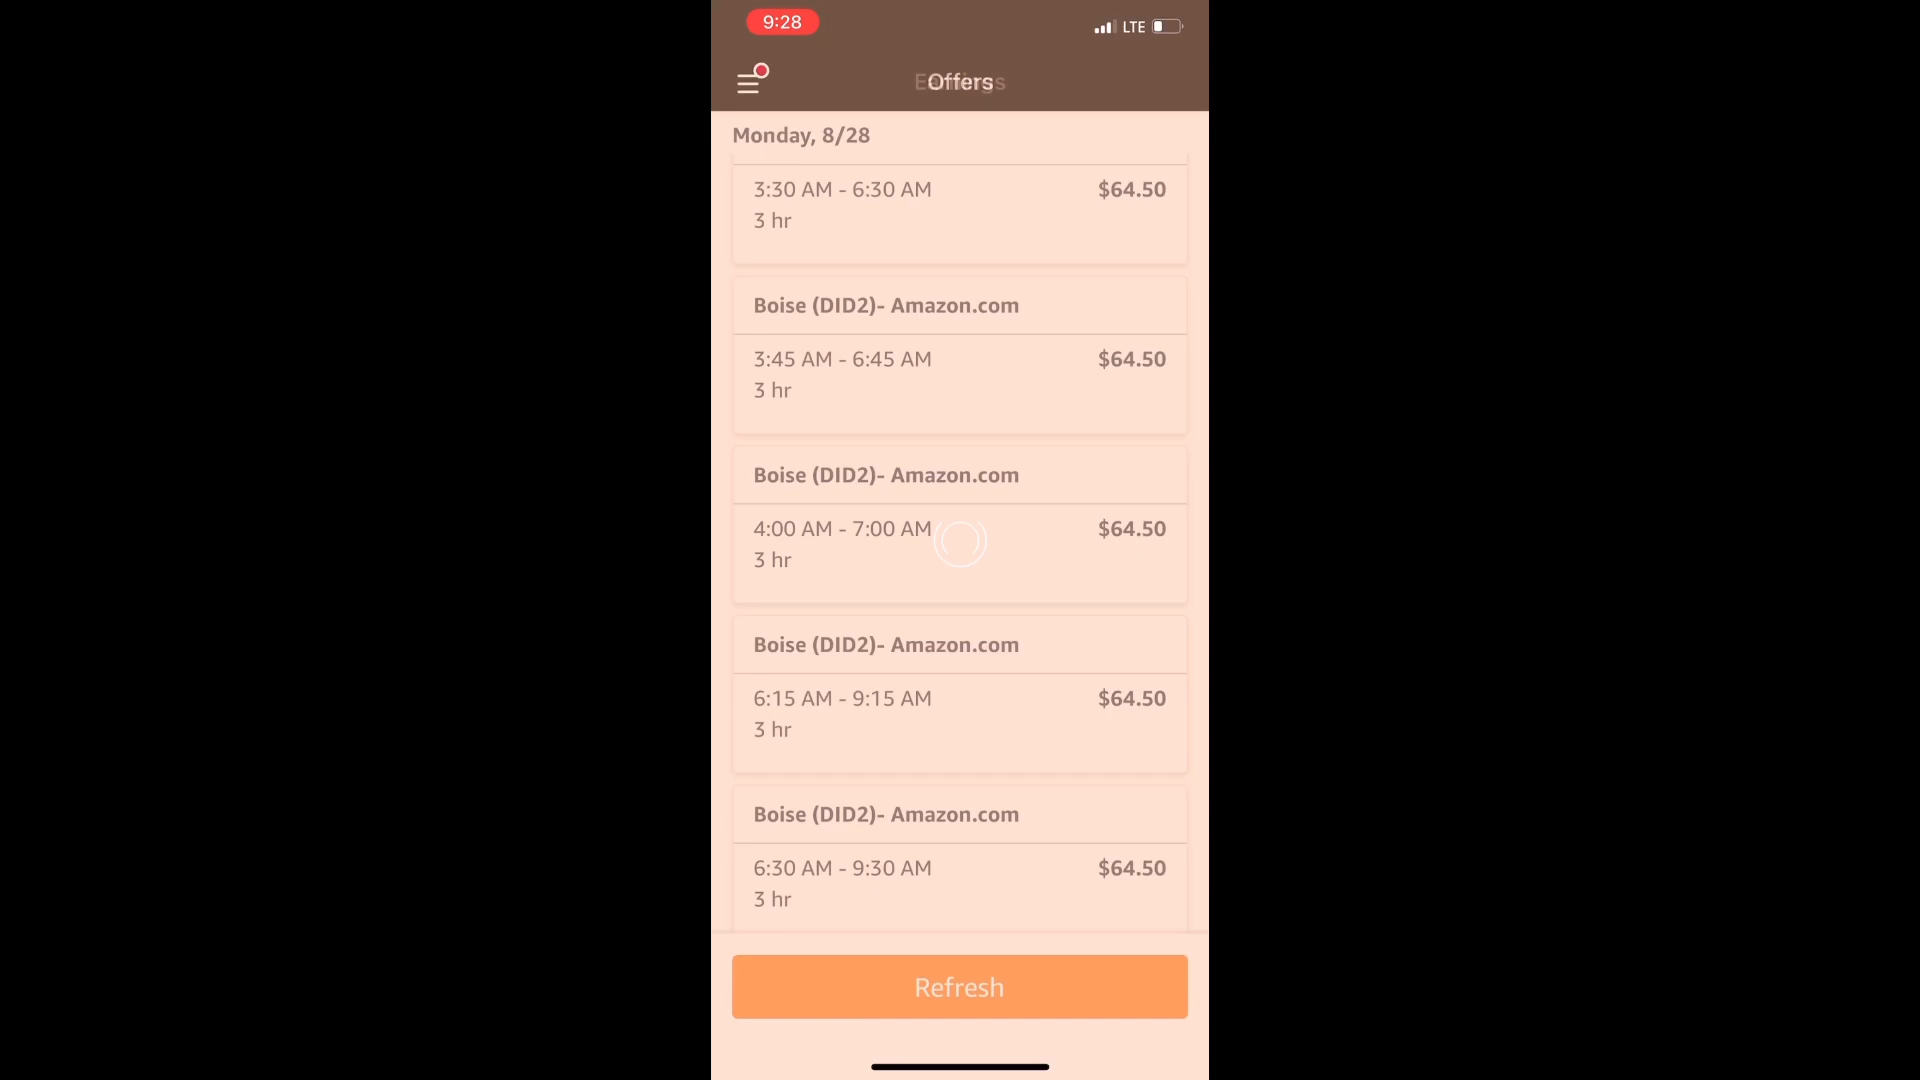 9:28
LTE
Offers
Earnings
Monday, 8/28
3:30 AM - 6:30 AM $64.50
3 hr
Boise (DID2)- Amazon.com
3:45 AM - 6:45 AM $64.50
3 hr
Boise (DID2)- Amazon.com
4:00 AM - 7:00 AM $64.50
3 hr
Boise (DID2)- Amazon.com
6:15 AM - 9:15 AM $64.50
3 hr
Boise (DID2)- Amazon.com
6:30 AM - 9:30 AM $64.50
3 hr
Refresh